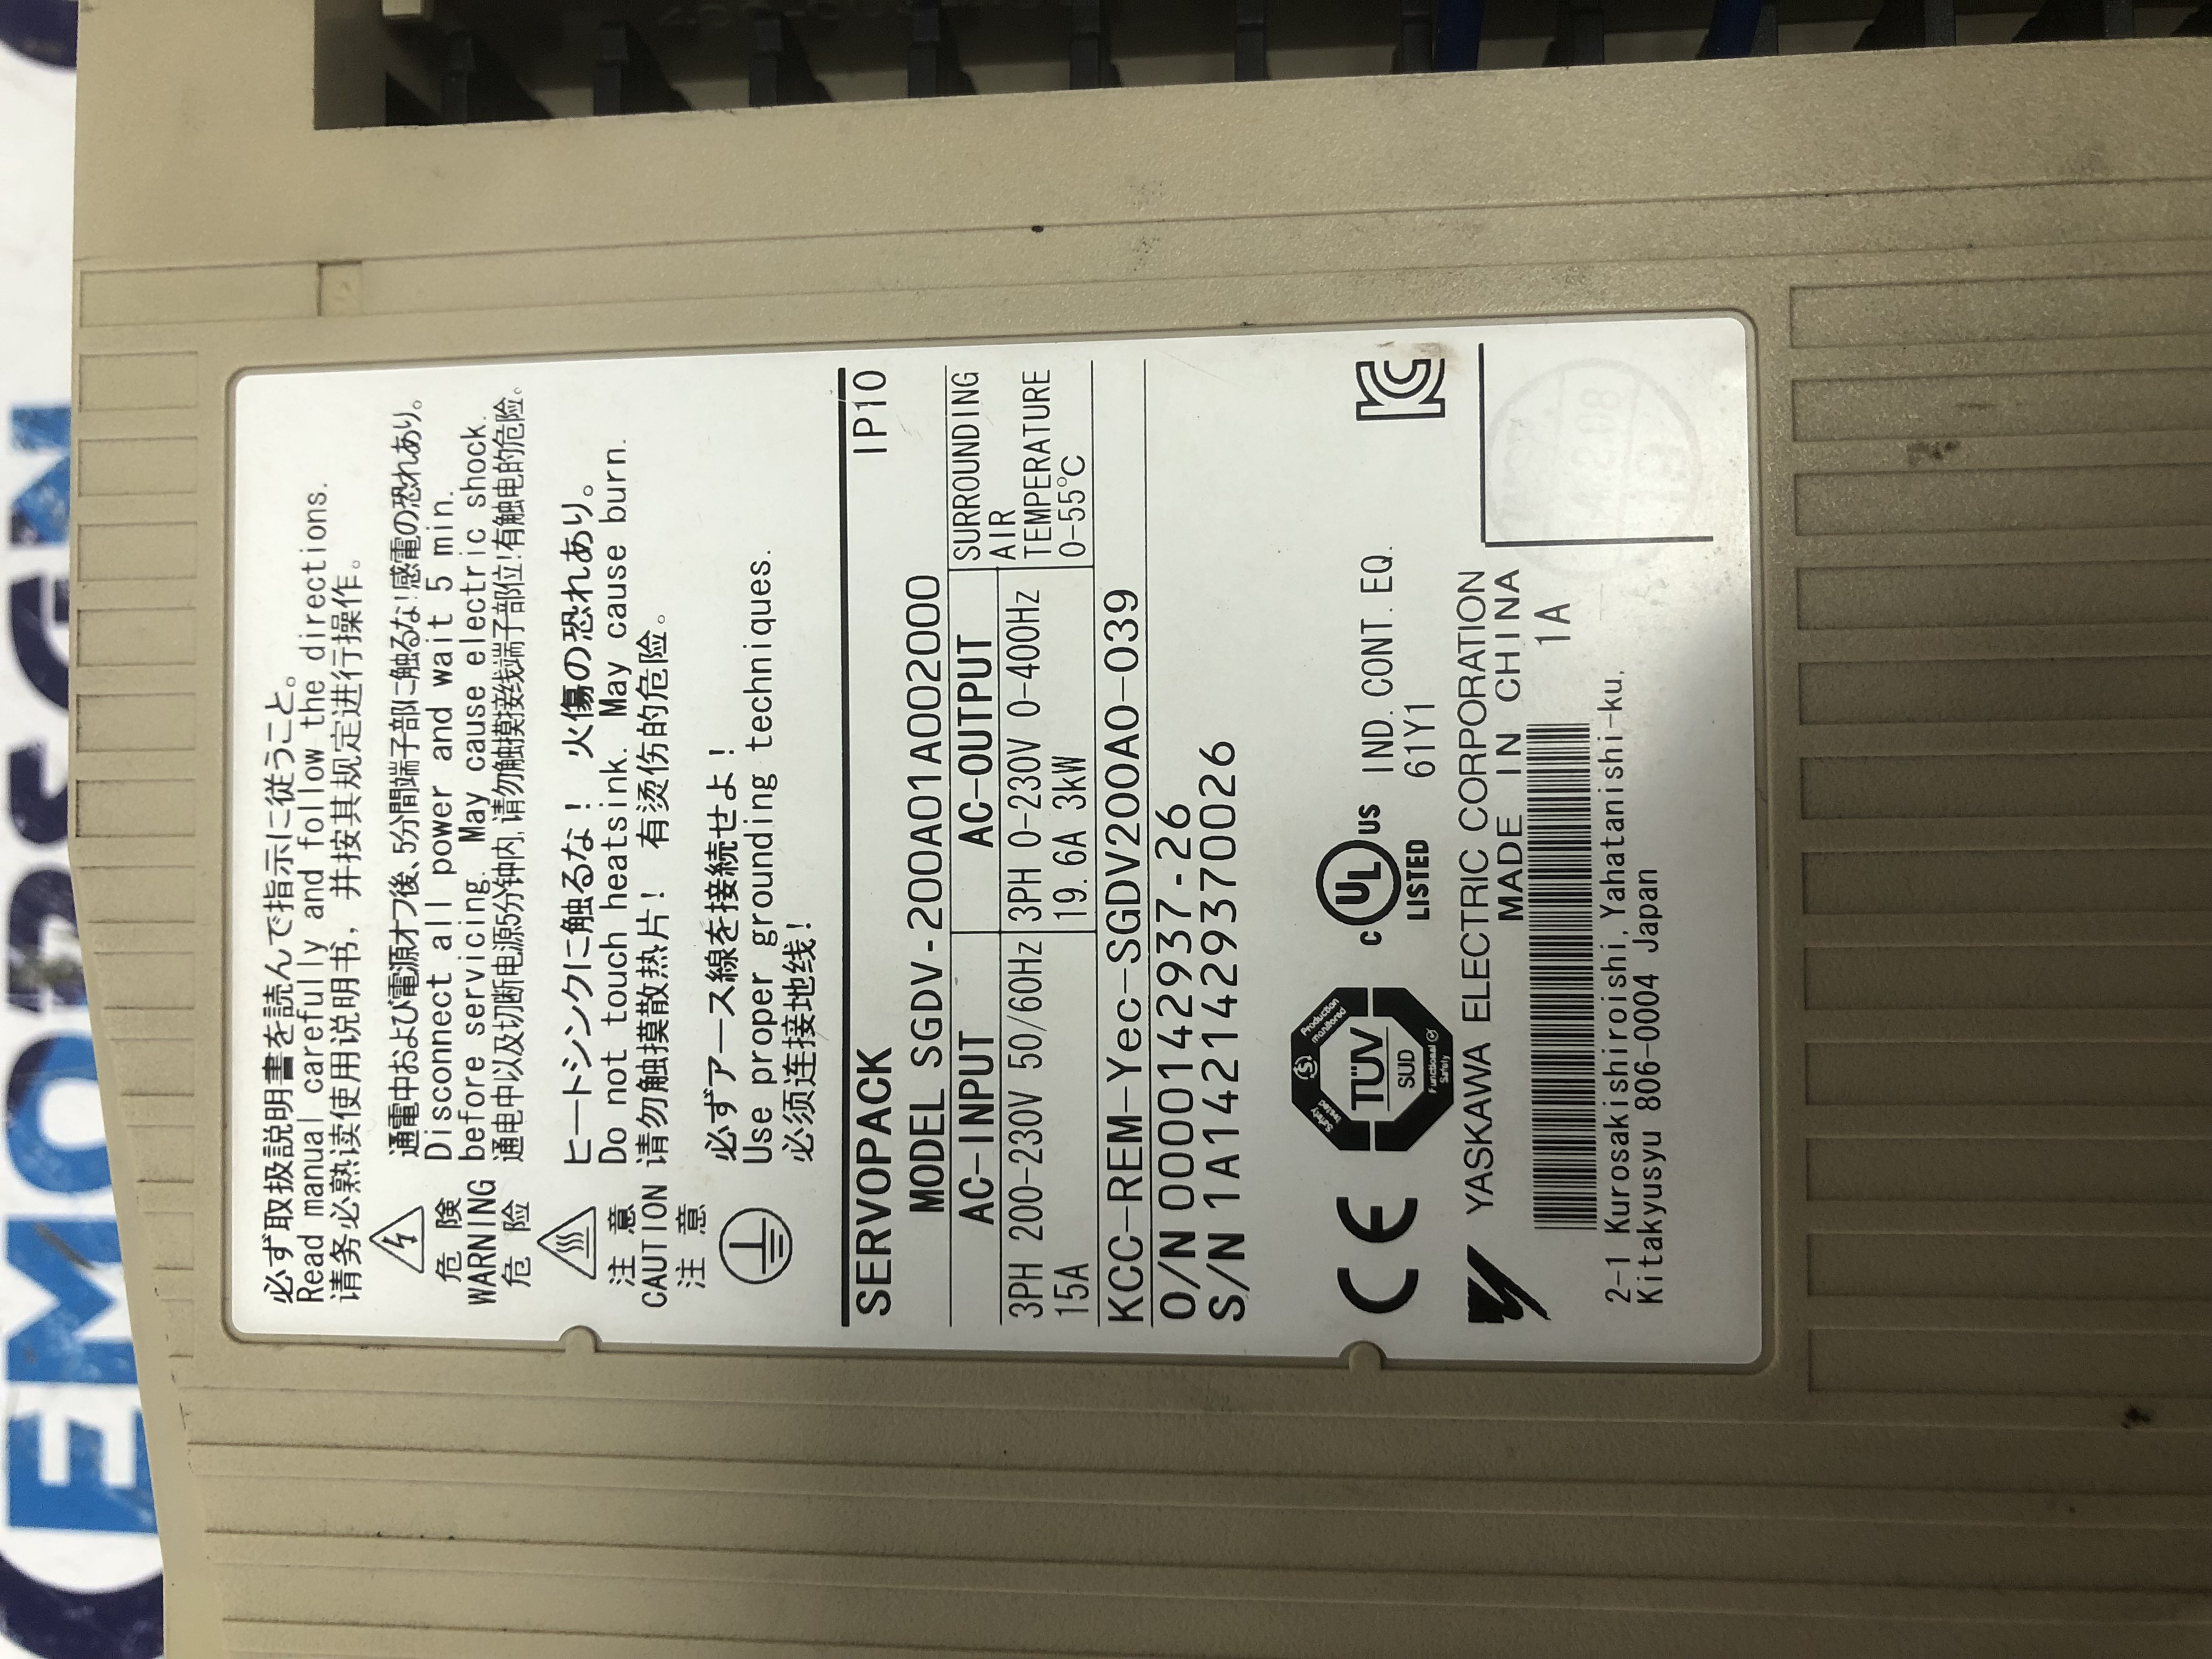 必ず取扱説明書を読んで指示に従うこと。
Read manual carefully and follow the directions.
请务必熟读使用说明书，并按其规定进行操作。
危険
WARNING
危险
通電中および電源オフ後、5分間端子部に触るな！感電の恐れあり。
Disconnect all power and wait 5 min.
before servicing. May cause electric shock.
通电中以及切断电源5分钟内，请勿触摸接线端子部位！有触电的危险。
注意
CAUTION
注意
ヒートシンクに触るな！ 火傷の恐れあり。
Do not touch heatsink. May cause burn.
请勿触摸散热片！ 有烫伤的危险。
必ずアース線を接続せよ！
Use proper grounding techniques.
必须连接地线！
SERVOPACK IP10
MODEL SGDV-200A01A002000
AC-INPUT AC-OUTPUT SURROUNDING
AIR
TEMPERATURE
0-55℃
3PH 200-230V 50/60Hz
15A
3PH 0-230V 0-400Hz
19.6A 3kW
KCC-REM-Yec-SGDV200A0-039
O/N 000142937-26
S/N 1A1421429370026
CE
Safety tested
Production monitored
TÜV
SÜD
Functional Safety
c UL US
LISTED
IND. CONT. EQ.
61Y1
YASKAWA ELECTRIC CORPORATION
MADE IN CHINA
1A
2-1 Kurosakishiroishi, Yahatanishi-ku,
Kitakyusyu 806-0004 Japan